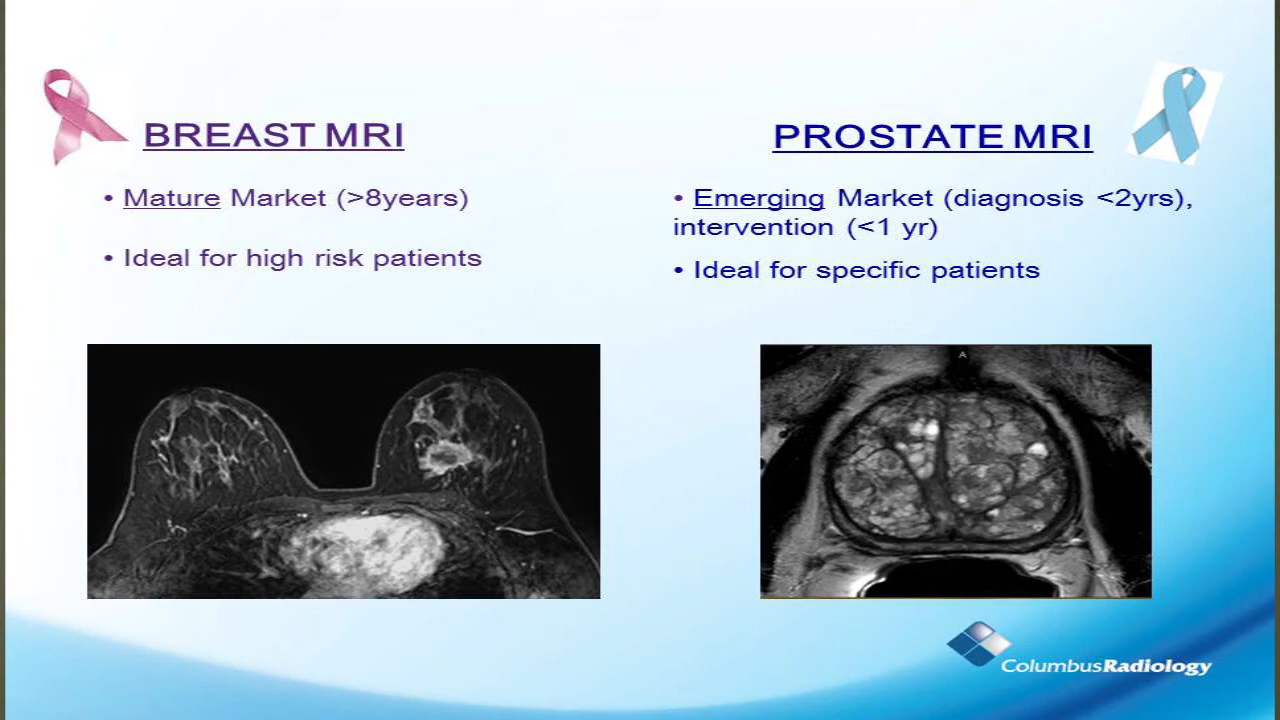 BREAST MRI
• Mature Market (>8years)
• Ideal for high risk patients
PROSTATE MRI
• Emerging Market (diagnosis <2yrs),
intervention (<1 yr)
• Ideal for specific patients
A
ColumbusRadiology